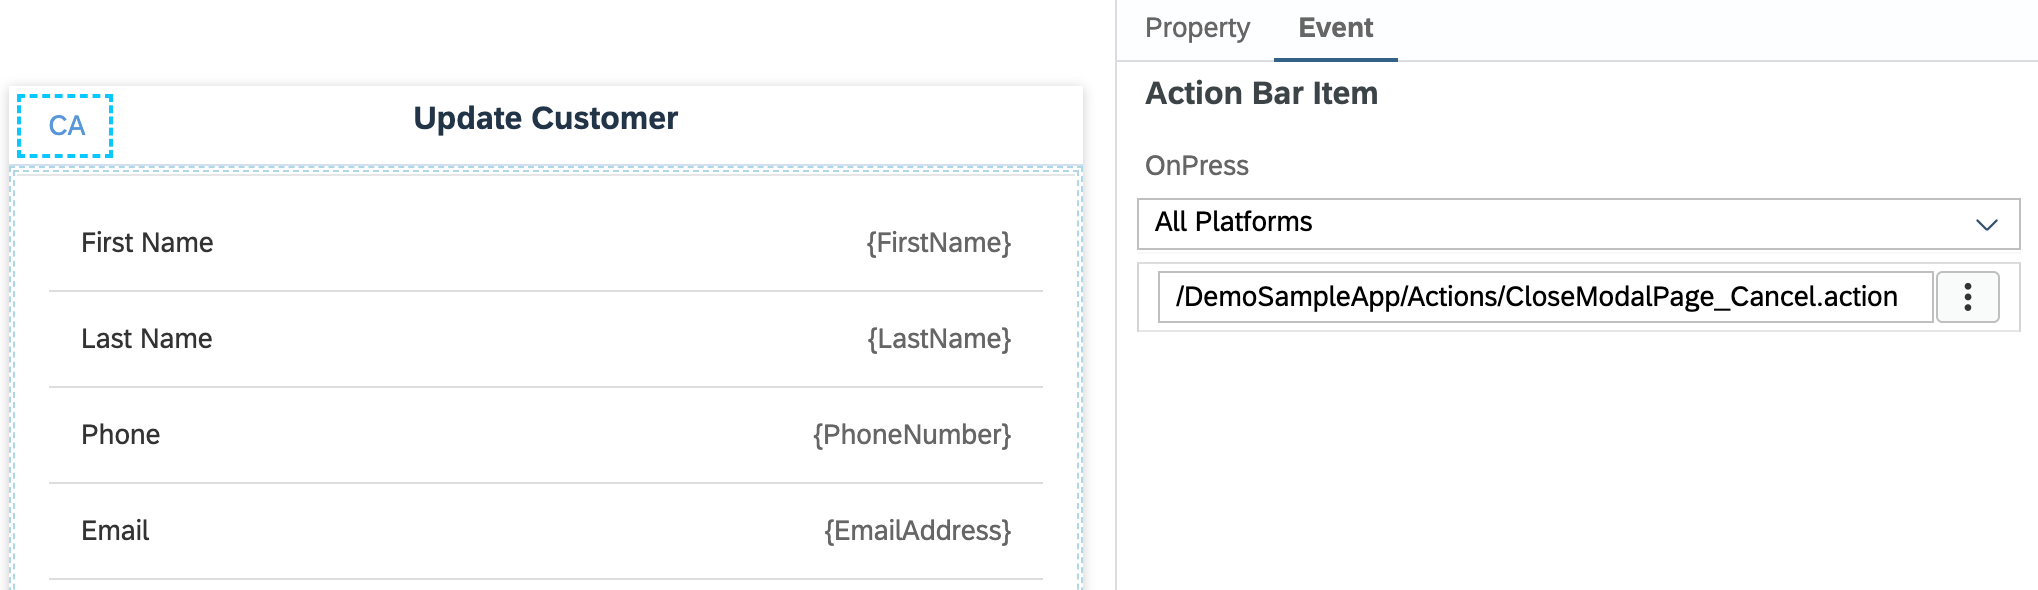 Property Event
Action Bar Item
OnPress
All Platforms
/DemoSampleApp/Actions/CloseModalPage_Cancel.action
CA
Update Customer
First Name {FirstName}
Last Name {LastName}
Phone {PhoneNumber}
Email {EmailAddress}